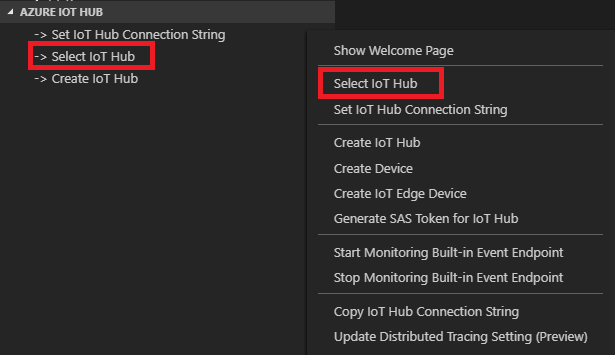 AZURE IOT HUB
-> Set IoT Hub Connection String
-> Select IoT Hub
-> Create IoT Hub
Show Welcome Page
Select IoT Hub
Set IoT Hub Connection String
Create IoT Hub
Create Device
Create IoT Edge Device
Generate SAS Token for IoT Hub
Start Monitoring Built-in Event Endpoint
Stop Monitoring Built-in Event Endpoint
Copy IoT Hub Connection String
Update Distributed Tracing Setting (Preview)